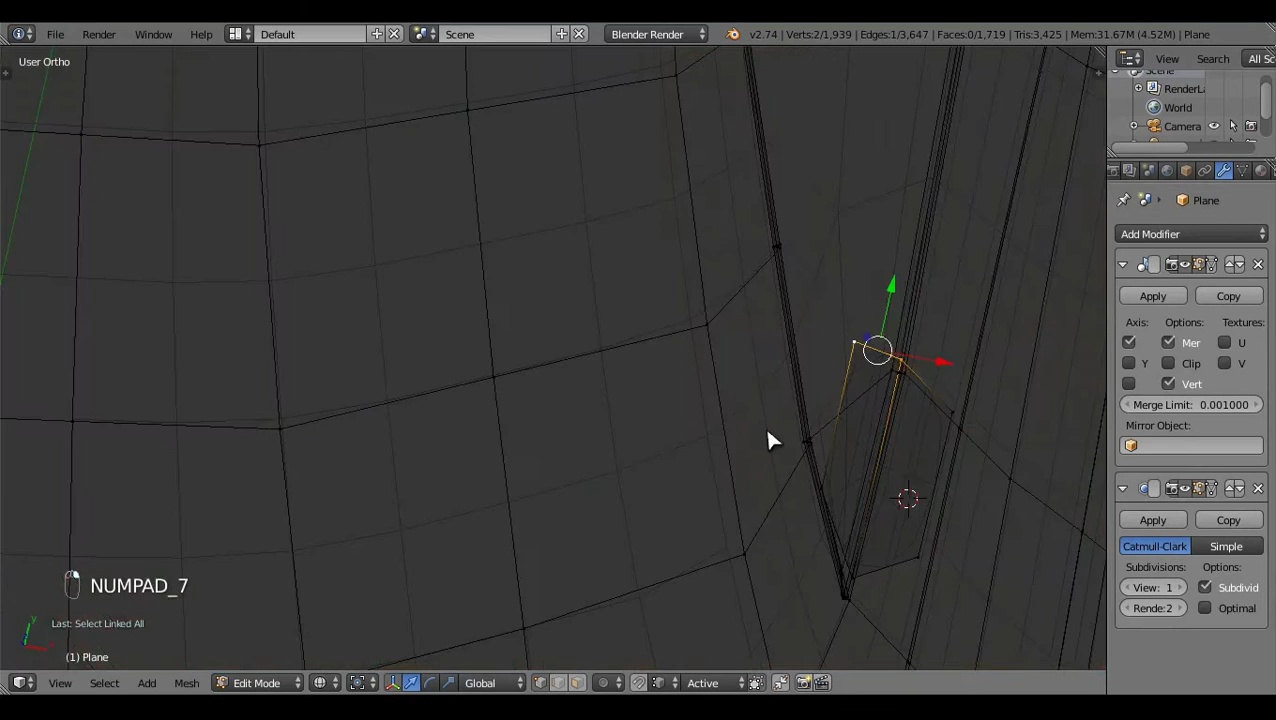 File Render Window Help Default Scene Blender Render v2.74 | Verts:2/1,939 | Edges:1/3,647 | Faces:0/1,719 | Tris:3,425 | Mem:31.67M (4.52M) | Plane
User Ortho
View Search All Sc
Scene
RenderLa
World
Camera
Plane
Add Modifier
Apply Copy
Axis: Options: Textures:
X Mer U
Y Clip V
Vert
Merge Limit: 0.001000
Mirror Object:
Apply Copy
Catmull-Clark Simple
Subdivisions: Options:
View: 1 Subdivid
Rende:2 Optimal
NUMPAD_7
Last: Select Linked All
y
(1) Plane
View Select Add Mesh Edit Mode Global Active